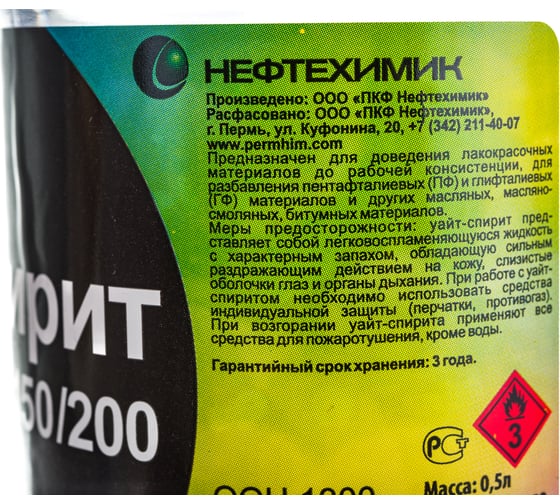 НЕФТЕХИМИК
Произведено: ООО «ПКФ Нефтехимик»
Расфасовано: ООО «ПКФ Нефтехимик»,
г. Пермь, ул. Куфонина, 20, +7 (342) 211-40-07
www.permhim.com
Предназначен для доведения лакокрасочных
материалов до рабочей консистенции, для
разбавления пентафталиевых (ПФ) и глифталиевых
(ГФ) материалов и других масляных, масляно-
смоляных, битумных материалов.
Меры предосторожности: уайт-спирит пред-
ставляет собой легковоспламеняющуюся жидкость
с характерным запахом, обладающую сильным
раздражающим действием на кожу, слизистые
оболочки глаз и органы дыхания. При работе с уайт-
спиритом необходимо использовать средства
индивидуальной защиты (перчатки, противогаз).
При возгорании уайт-спирита применяют все
средства для пожаротушения, кроме воды.
Гарантийный срок хранения: 3 года.
ирит
50/200
РСТ
3
Масса: 0,5л